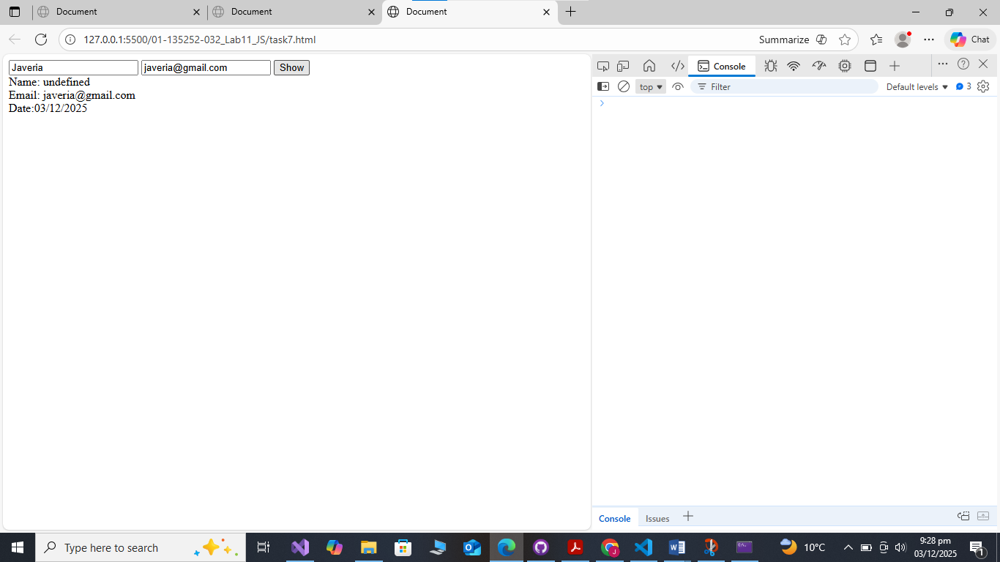 Document
Document
Document
127.0.0.1:5500/01-135252-032_Lab11_JS/task7.html
Summarize
Chat
Javeria
javeria@gmail.com
Show
Name: undefined
Email: javeria@gmail.com
Date:03/12/2025
Console
top
Filter
Default levels
3
Console
Issues
Type here to search
10°C
9:28 pm
03/12/2025
1